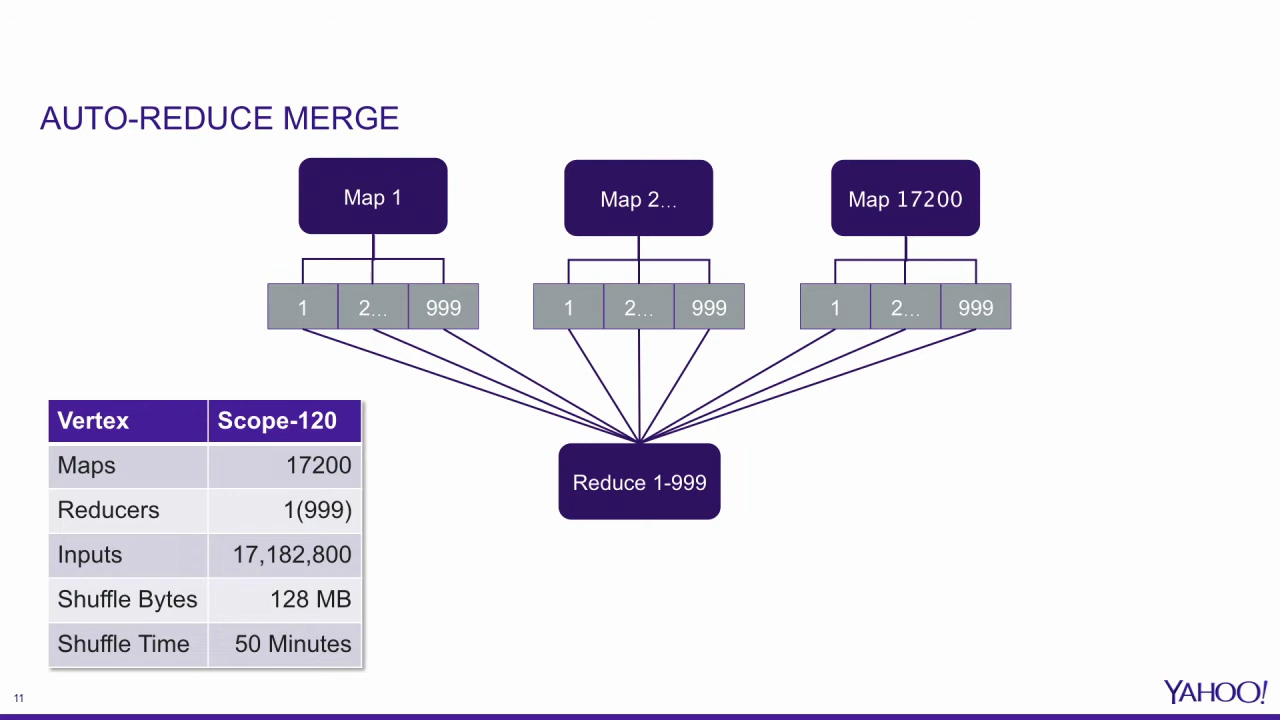 AUTO-REDUCE MERGE
Map 1
Map 2...
Map 17200
1 2... 999
1 2... 999
1 2... 999
Reduce 1-999
Vertex Scope-120
Maps 17200
Reducers 1(999)
Inputs 17,182,800
Shuffle Bytes 128 MB
Shuffle Time 50 Minutes
11
YAHOO!